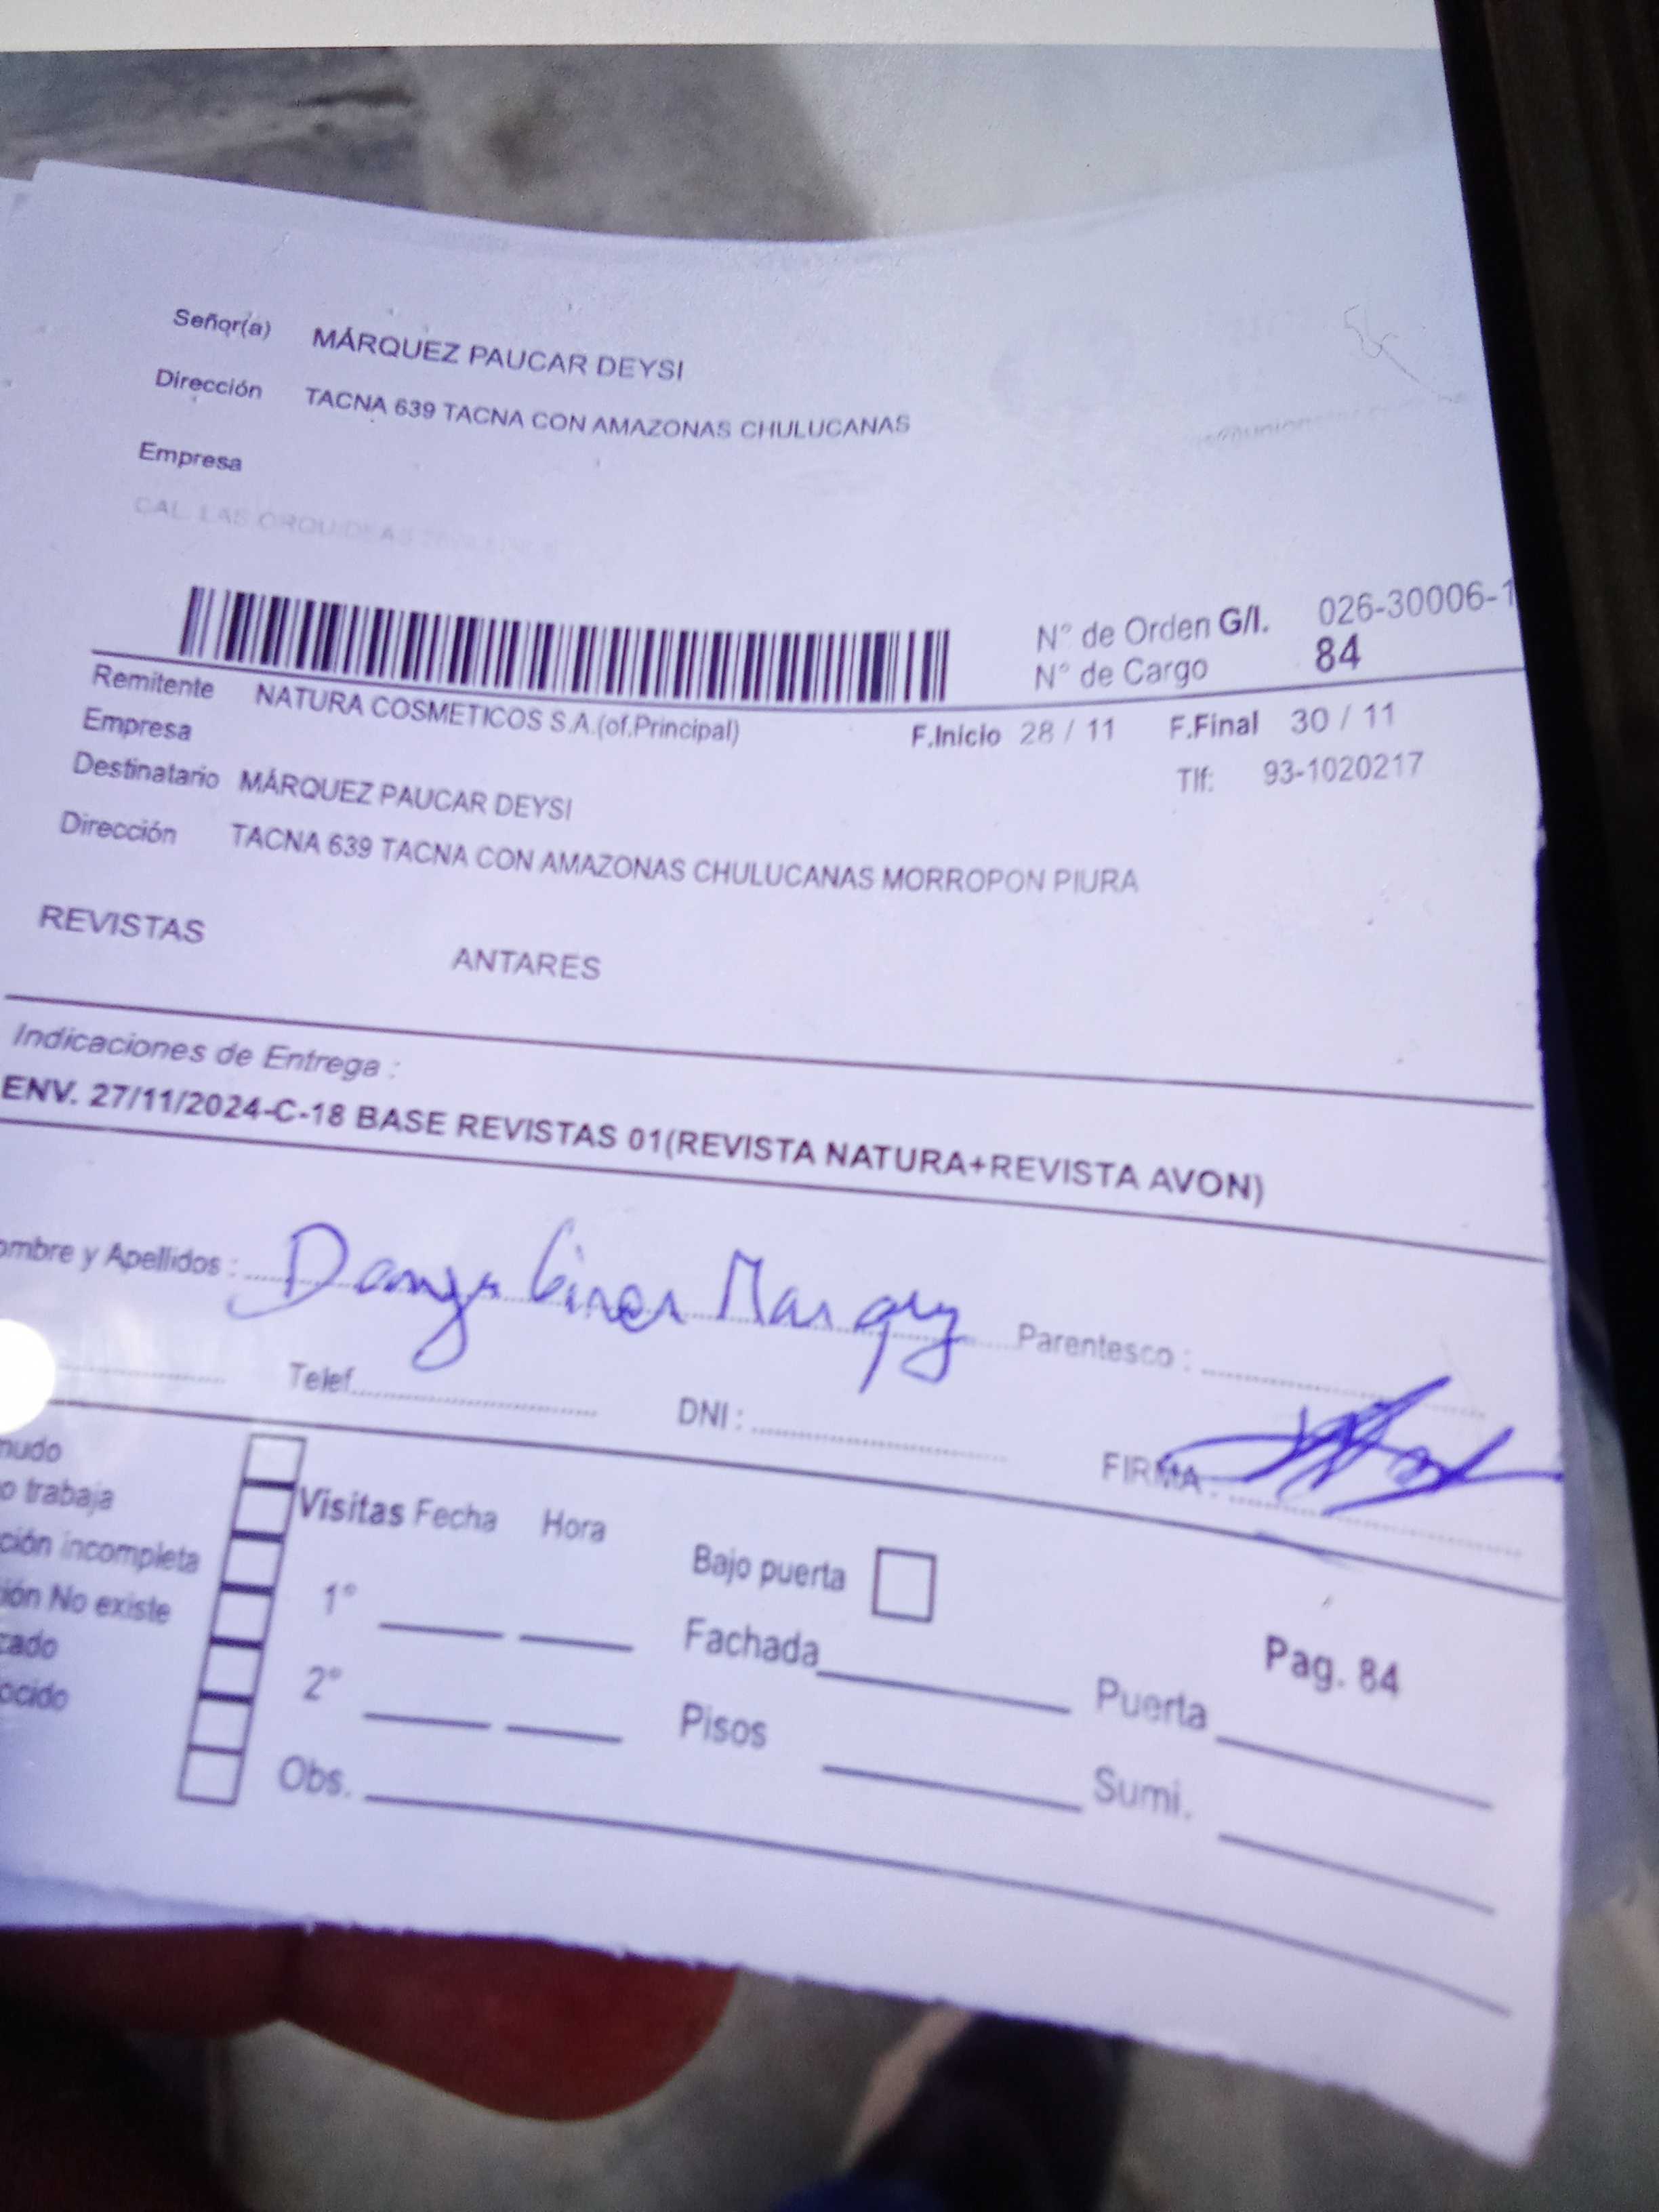 Señor(a) MÁRQUEZ PAUCAR DEYSI
Dirección TACNA 639 TACNA CON AMAZONAS CHULUCANAS
Empresa
CAL. LAS ORQUIDEAS
N° de Orden G/I. 026-30006-1
N° de Cargo 84
Remitente NATURA COSMETICOS S.A.(of.Principal)
Empresa F.Inicio 28 / 11 F.Final 30 / 11
Destinatario MÁRQUEZ PAUCAR DEYSI Tlf: 93-1020217
Dirección TACNA 639 TACNA CON AMAZONAS CHULUCANAS MORROPON PIURA
REVISTAS ANTARES
Indicaciones de Entrega :
ENV. 27/11/2024-C-18 BASE REVISTAS 01(REVISTA NATURA+REVISTA AVON)
ombre y Apellidos : Parentesco :
Telef. DNI : FIRMA :
nudo
o trabaja Visitas Fecha Hora
ción incompleta Bajo puerta
ión No existe 1°
cado Fachada Pag. 84
ocido 2° Puerta
Pisos
Obs. Sumi.